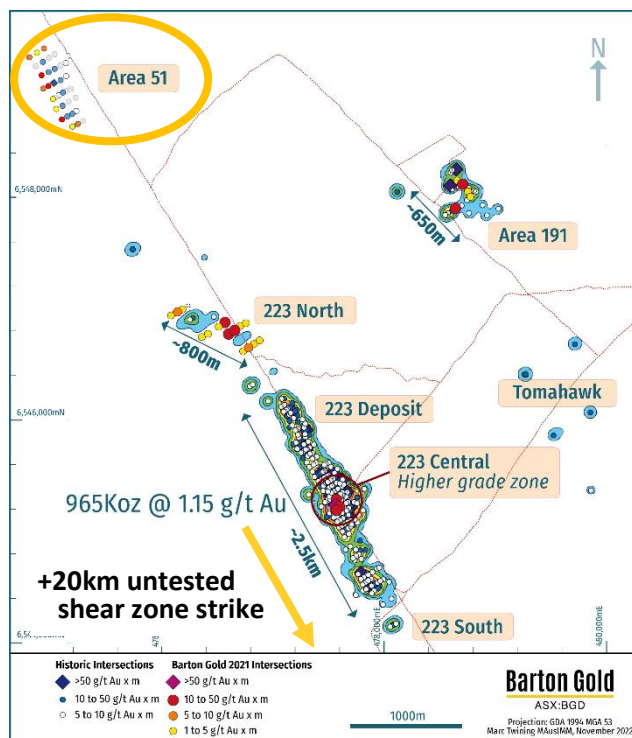 Area 51
N
6,548,000mN
~650m
Area 191
223 North
~800m
223 Deposit
Tomahawk
6,546,000mN
223 Central
Higher grade zone
965Koz @ 1.15 g/t Au
~2.5km
+20km untested
shear zone strike
223 South
478,000mE
480,000mE
Historic Intersections
>50 g/t Au x m
10 to 50 g/t Au x m
5 to 10 g/t Au x m
Barton Gold 2021 Intersections
>50 g/t Au x m
10 to 50 g/t Au x m
5 to 10 g/t Au x m
1 to 5 g/t Au x m
1000m
Barton Gold
ASX:BGD
Projection: GDA 1994 MGA 53
Marc Twining MAusIMM, November 2022